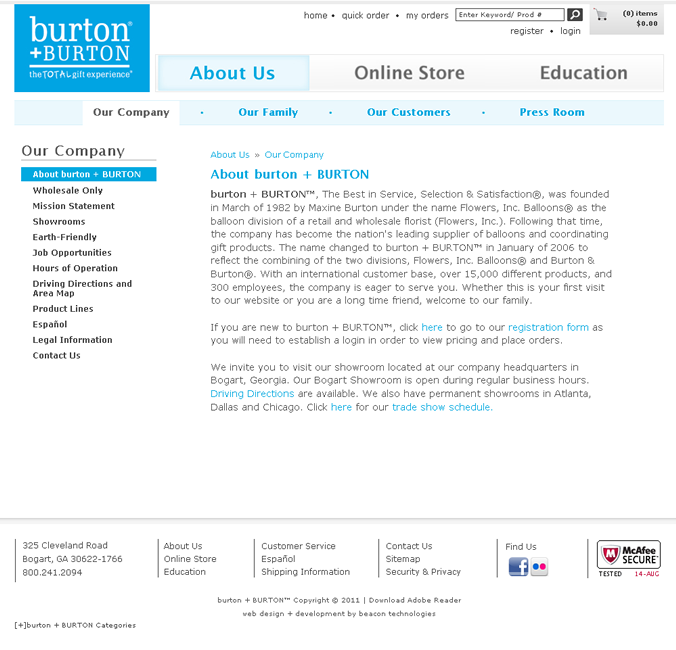 burton®
+BURTON
the TOTAL gift experience®
home • quick order • my orders
Enter Keyword/ Prod #
(0) items
$0.00
register • login
About Us
Online Store
Education
Our Company • Our Family • Our Customers • Press Room
Our Company
About burton + BURTON
Wholesale Only
Mission Statement
Showrooms
Earth-Friendly
Job Opportunities
Hours of Operation
Driving Directions and
Area Map
Product Lines
Español
Legal Information
Contact Us
About Us » Our Company
About burton + BURTON
burton + BURTON™, The Best in Service, Selection & Satisfaction®, was founded
in March of 1982 by Maxine Burton under the name Flowers, Inc. Balloons® as the
balloon division of a retail and wholesale florist (Flowers, Inc.). Following that time,
the company has become the nation's leading supplier of balloons and coordinating
gift products. The name changed to burton + BURTON™ in January of 2006 to
reflect the combining of the two divisions, Flowers, Inc. Balloons® and Burton &
Burton®. With an international customer base, over 15,000 different products, and
300 employees, the company is eager to serve you. Whether this is your first visit
to our website or you are a long time friend, welcome to our family.
If you are new to burton + BURTON™, click here to go to our registration form as
you will need to establish a login in order to view pricing and place orders.
We invite you to visit our showroom located at our company headquarters in
Bogart, Georgia. Our Bogart Showroom is open during regular business hours.
Driving Directions are available. We also have permanent showrooms in Atlanta,
Dallas and Chicago. Click here for our trade show schedule.
325 Cleveland Road
Bogart, GA 30622-1766
800.241.2094
About Us
Online Store
Education
Customer Service
Español
Shipping Information
Contact Us
Sitemap
Security & Privacy
Find Us
f
McAfee
SECURE™
TESTED 14-AUG
burton + BURTON™ Copyright © 2011 | Download Adobe Reader
web design + development by beacon technologies
[+]burton + BURTON Categories